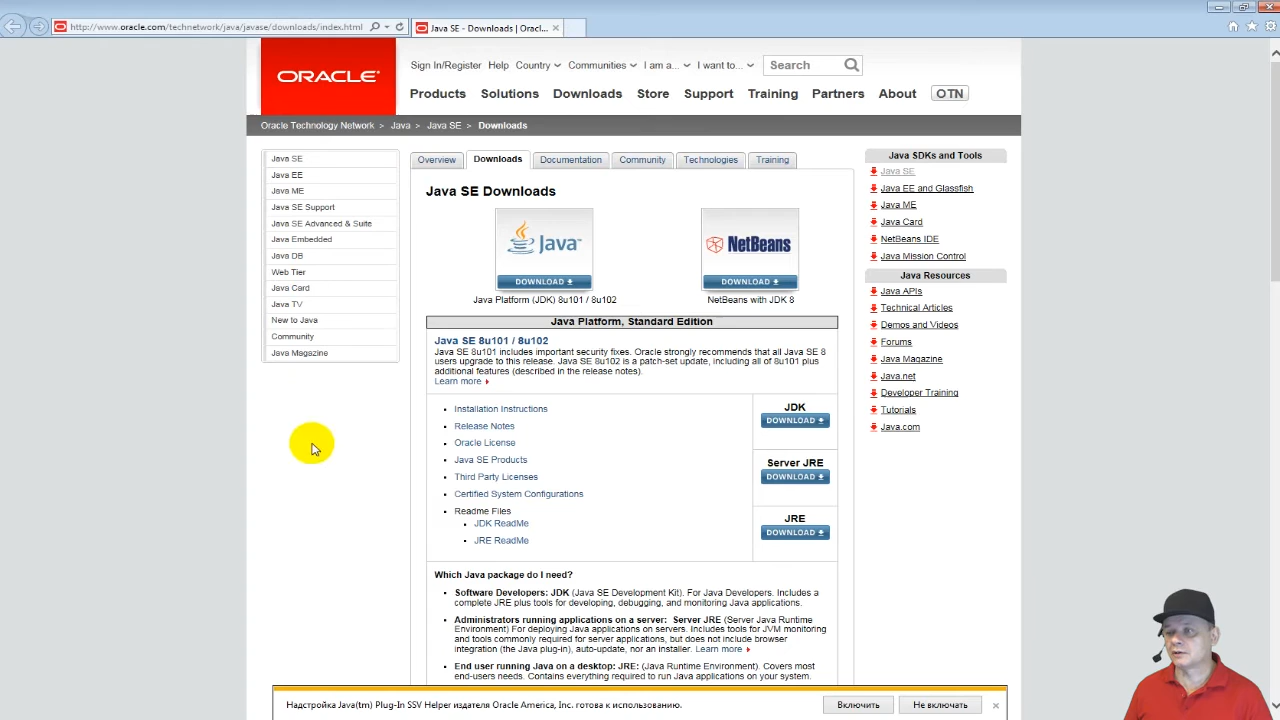 http://www.oracle.com/technetwork/java/javase/downloads/index.html
Java SE - Downloads | Oracl...
ORACLE
Sign In/Register Help Country Communities I am a... I want to... Search
Products Solutions Downloads Store Support Training Partners About OTN
Oracle Technology Network > Java > Java SE > Downloads
Java SE
Java EE
Java ME
Java SE Support
Java SE Advanced & Suite
Java Embedded
Java DB
Web Tier
Java Card
Java TV
New to Java
Community
Java Magazine
Overview Downloads Documentation Community Technologies Training
Java SE Downloads
Java™ NetBeans
DOWNLOAD DOWNLOAD
Java Platform (JDK) 8u101 / 8u102 NetBeans with JDK 8
Java Platform, Standard Edition
Java SE 8u101 / 8u102
Java SE 8u101 includes important security fixes. Oracle strongly recommends that all Java SE 8
users upgrade to this release. Java SE 8u102 is a patch-set update, including all of 8u101 plus
additional features (described in the release notes).
Learn more
Installation Instructions
Release Notes
Oracle License
Java SE Products
Third Party Licenses
Certified System Configurations
Readme Files
JDK ReadMe
JRE ReadMe
JDK
DOWNLOAD
Server JRE
DOWNLOAD
JRE
DOWNLOAD
Which Java package do I need?
Software Developers: JDK (Java SE Development Kit). For Java Developers. Includes a
complete JRE plus tools for developing, debugging, and monitoring Java applications.
Administrators running applications on a server: Server JRE (Server Java Runtime
Environment) For deploying Java applications on servers. Includes tools for JVM monitoring
and tools commonly required for server applications, but does not include browser
integration (the Java plug-in), auto-update, nor an installer. Learn more
End user running Java on a desktop: JRE: (Java Runtime Environment). Covers most
end-users needs. Contains everything required to run Java applications on your system.
Java SDKs and Tools
Java SE
Java EE and Glassfish
Java ME
Java Card
NetBeans IDE
Java Mission Control
Java Resources
Java APIs
Technical Articles
Demos and Videos
Forums
Java Magazine
Java.net
Developer Training
Tutorials
Java.com
Надстройка Java(tm) Plug-In SSV Helper издателя Oracle America, Inc. готова к использованию. Включить Не включать